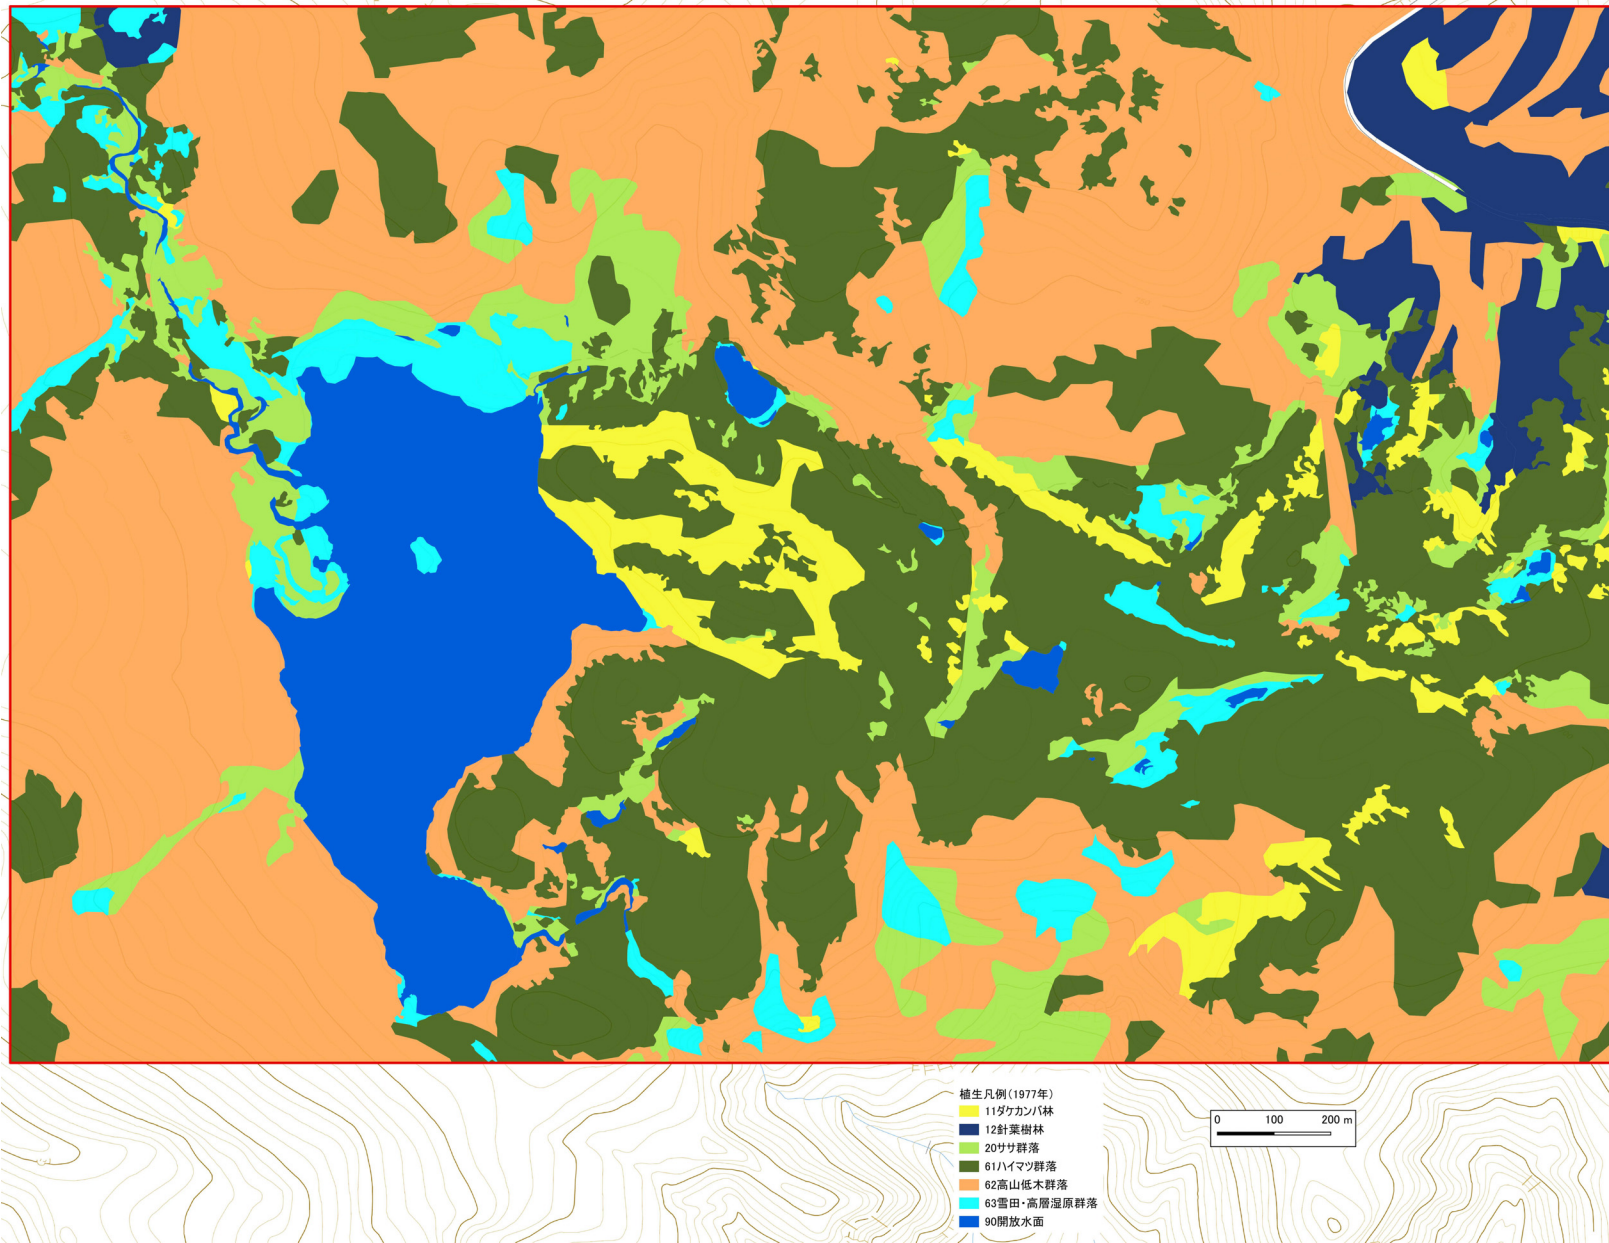 植生凡例(1977年)
11ダケカンバ林
12針葉樹林
20ササ群落
61ハイマツ群落
62高山低木群落
63雪田・高層湿原群落
90開放水面
0 100 200 m